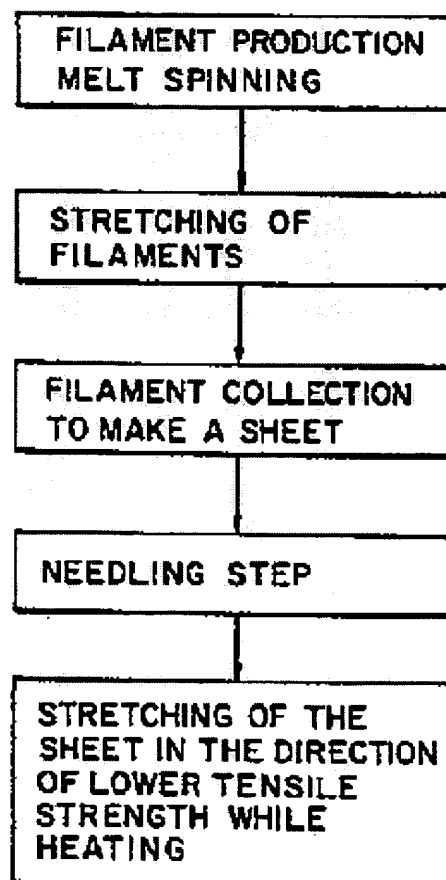 FILAMENT PRODUCTION
MELT SPINNING
STRETCHING OF
FILAMENTS
FILAMENT COLLECTION
TO MAKE A SHEET
NEEDLING STEP
STRETCHING OF THE
SHEET IN THE DIRECTION
OF LOWER TENSILE
STRENGTH WHILE
HEATING